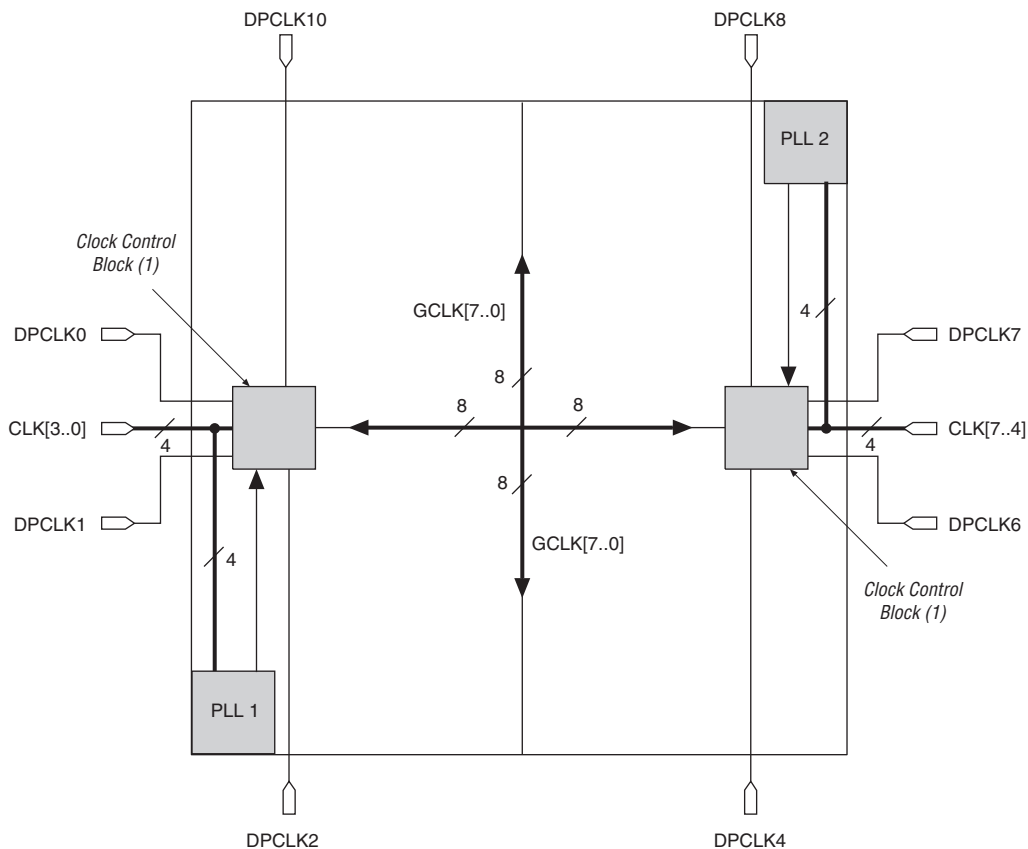 DPCLK10
DPCLK8
PLL 2
Clock Control
Block (1)
GCLK[7..0]
4
DPCLK0
DPCLK7
8
8
8
CLK[3..0]
4
CLK[7..4]
4
8
DPCLK1
DPCLK6
GCLK[7..0]
4
Clock Control
Block (1)
PLL 1
DPCLK2
DPCLK4